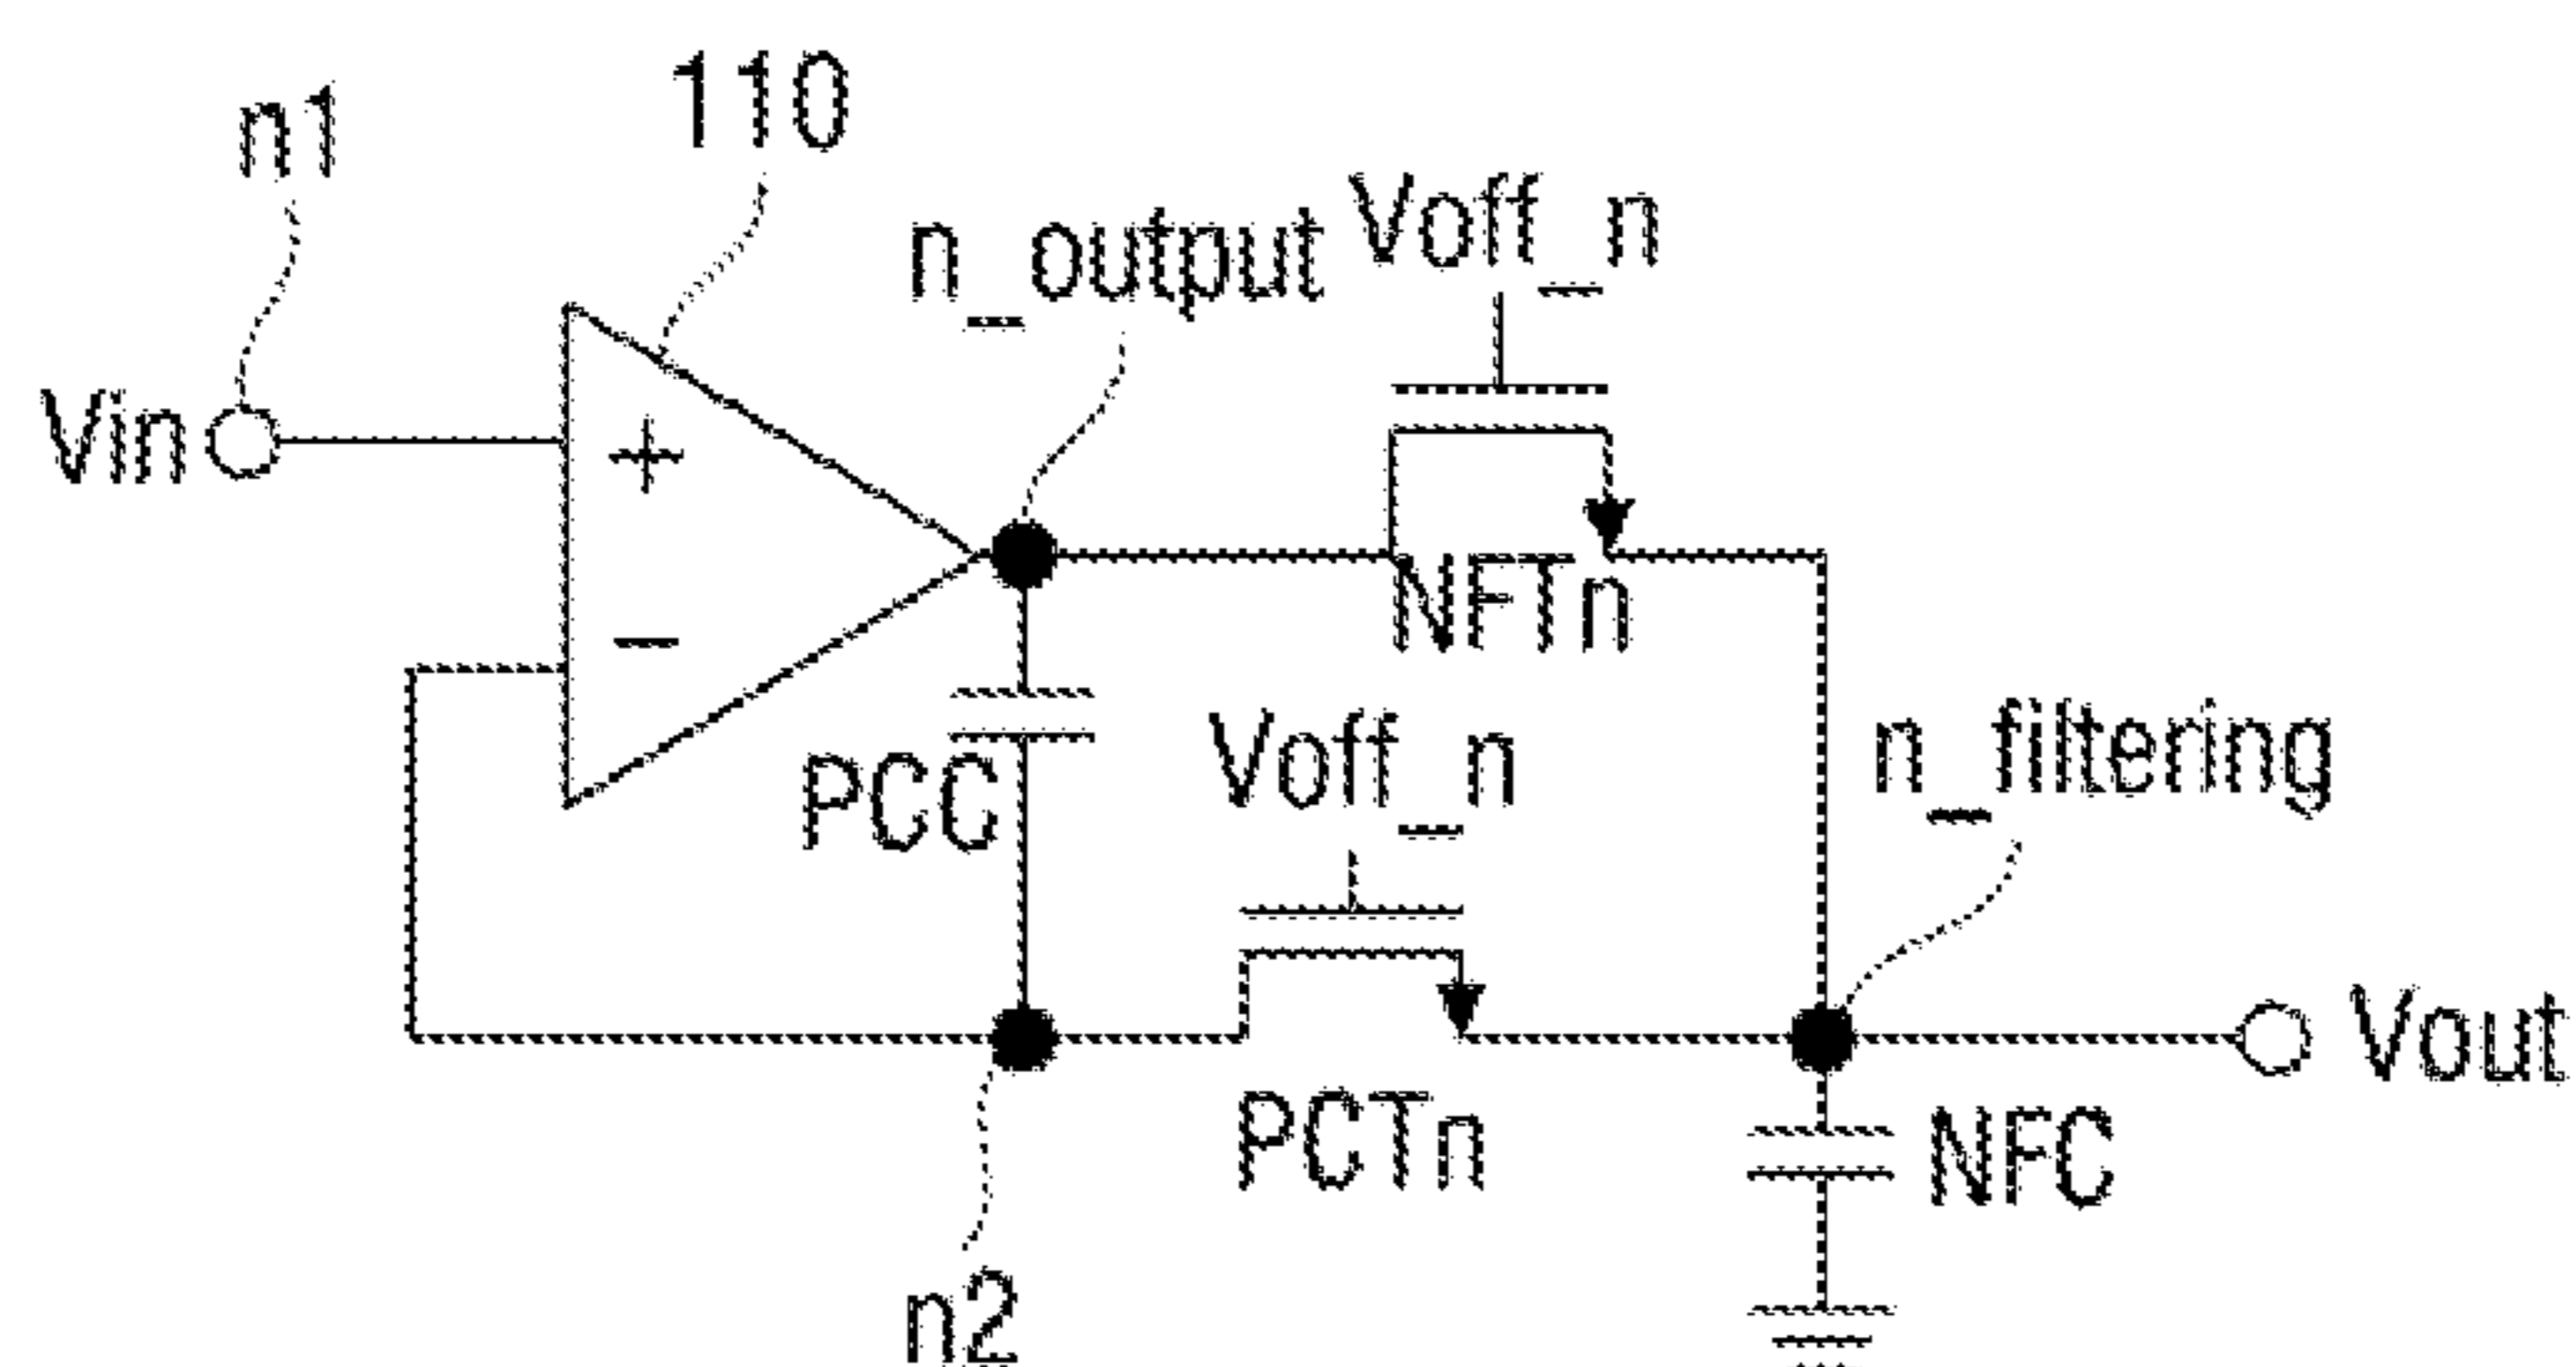 n1
110
n_output
Voff_n
Vin
+
NFTn
−
n_filtering
Voff_n
PCC
Vout
PCTn
NFC
n2